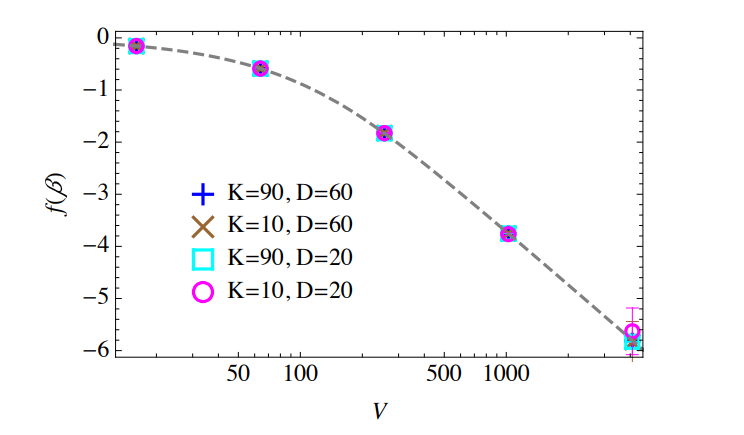 0
−1
−2
−3
−4
−5
−6
f(β)
K=90, D=60
K=10, D=60
K=90, D=20
K=10, D=20
50 100 500 1000
V